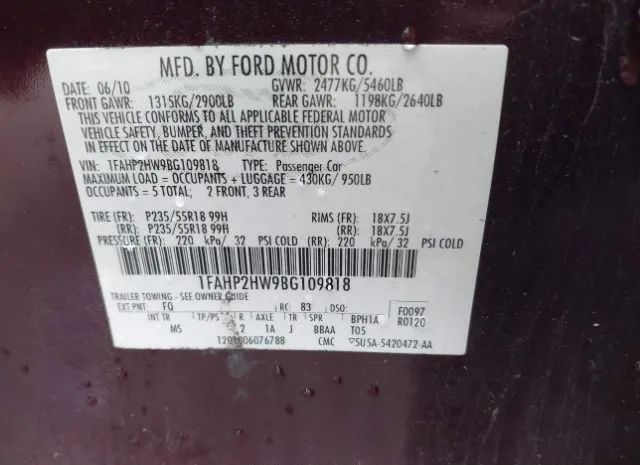 MFD. BY FORD MOTOR CO.
DATE: 06/10 GVWR: 2477KG/5460LB
FRONT GAWR: 1315KG/2900LB REAR GAWR: 1198KG/2640LB
THIS VEHICLE CONFORMS TO ALL APPLICABLE FEDERAL MOTOR
VEHICLE SAFETY, BUMPER, AND THEFT PREVENTION STANDARDS
IN EFFECT ON THE DATE OF MANUFACTURE SHOWN ABOVE.
VIN: 1FAHP2HW9BG109818 TYPE: Passenger Car
MAXIMUM LOAD = OCCUPANTS + LUGGAGE = 430KG/ 950LB
OCCUPANTS = 5 TOTAL; 2 FRONT, 3 REAR
TIRE (FR): P235/55R18 99H RIMS (FR): 18X7.5J
(RR): P235/55R18 99H (RR): 18X7.5J
PRESSURE (FR): 220 kPa/ 32 PSI COLD (RR): 220 kPa/ 32 PSI COLD
1FAHP2HW9BG109818
TRAILER TOWING - SEE OWNER GUIDE
EXT PNT: FQ RC: 83 DSO: F0097
INT TR TP/PS R AXLE TR SPR BPH1A R0120
MS 2 1A J BBAA T05
1201006076788 CMC 5U5A-5420472-AA